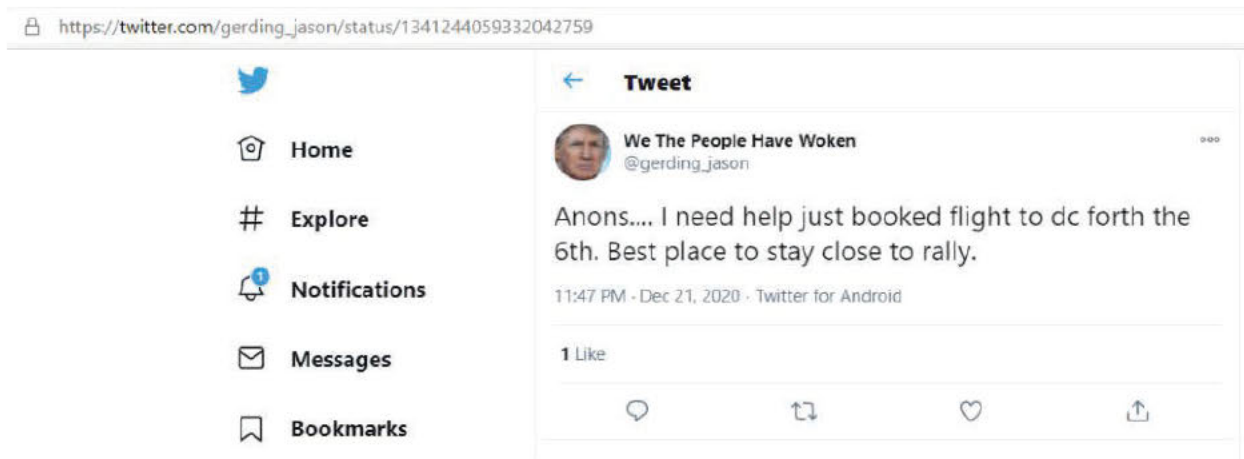 https://twitter.com/gerding_jason/status/1341244059332042759
Tweet
We The People Have Woken
@gerding_jason
Home
Explore
1
Notifications
Messages
Bookmarks
Anons.... I need help just booked flight to dc forth the
6th. Best place to stay close to rally.
11:47 PM · Dec 21, 2020 · Twitter for Android
1 Like